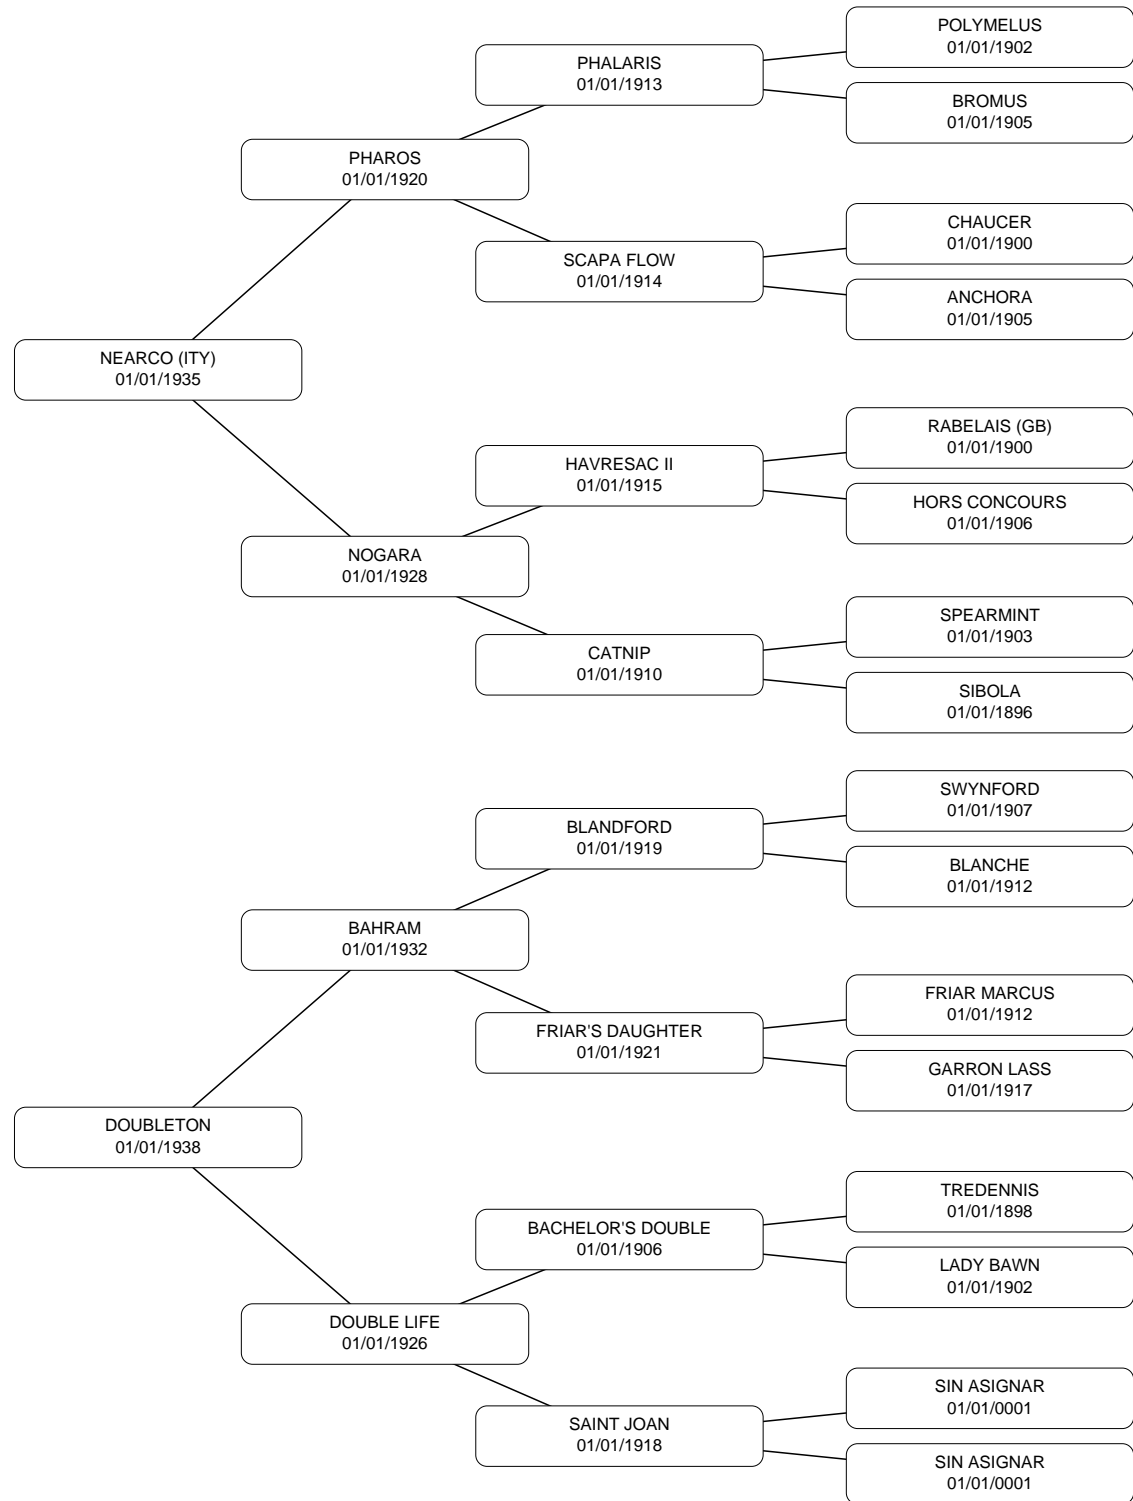 POLYMELUS
01/01/1902
PHALARIS
01/01/1913
BROMUS
01/01/1905
PHAROS
01/01/1920
CHAUCER
01/01/1900
SCAPA FLOW
01/01/1914
ANCHORA
01/01/1905
NEARCO (ITY)
01/01/1935
RABELAIS (GB)
01/01/1900
HAVRESAC II
01/01/1915
HORS CONCOURS
01/01/1906
NOGARA
01/01/1928
SPEARMINT
01/01/1903
CATNIP
01/01/1910
SIBOLA
01/01/1896
SWYNFORD
01/01/1907
BLANDFORD
01/01/1919
BLANCHE
01/01/1912
BAHRAM
01/01/1932
FRIAR MARCUS
01/01/1912
FRIAR'S DAUGHTER
01/01/1921
GARRON LASS
01/01/1917
DOUBLETON
01/01/1938
TREDENNIS
01/01/1898
BACHELOR'S DOUBLE
01/01/1906
LADY BAWN
01/01/1902
DOUBLE LIFE
01/01/1926
SIN ASIGNAR
01/01/0001
SAINT JOAN
01/01/1918
SIN ASIGNAR
01/01/0001